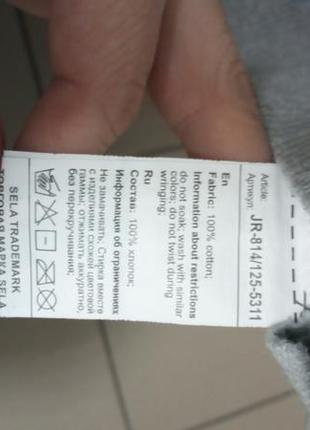 Article:
Артикул JR-814/125-5311
En
Fabric: 100% cotton;
Information about restrictions
do not soak; wash with similar
colors; do not twist during
wringing;
Ru
Состав: 100% хлопок;
Информация об ограничениях
Не замачивать; Стирка вместе
с изделиями схожей цветовой
гаммы; отжимать аккуратно,
без перекручивания;
SELA TRADEMARK
ТОРГОВАЯ МАРКА SELA